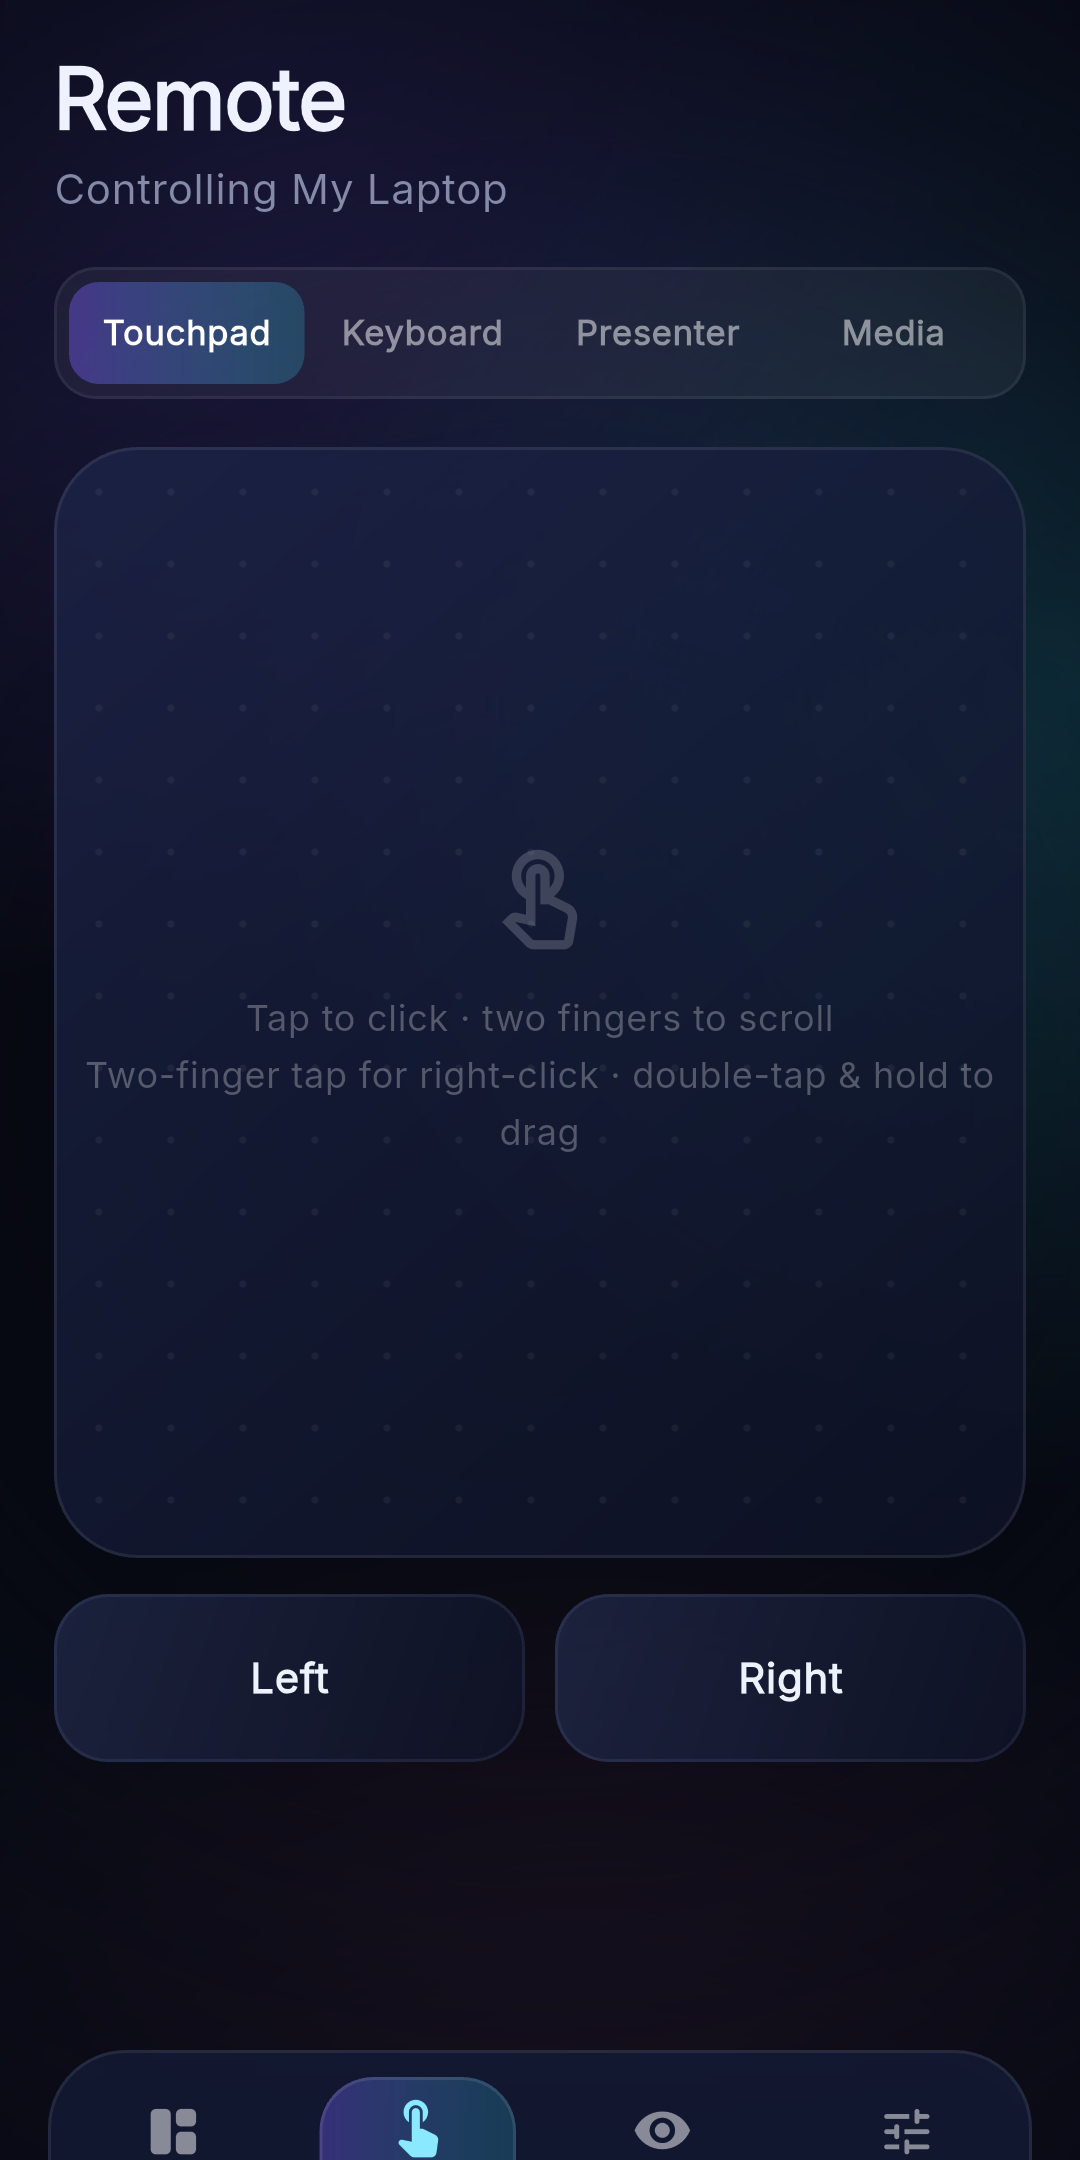 Remote
Controlling My Laptop
Touchpad Keyboard Presenter Media
Tap to click · two fingers to scroll
Two-finger tap for right-click · double-tap & hold to
drag
Left Right